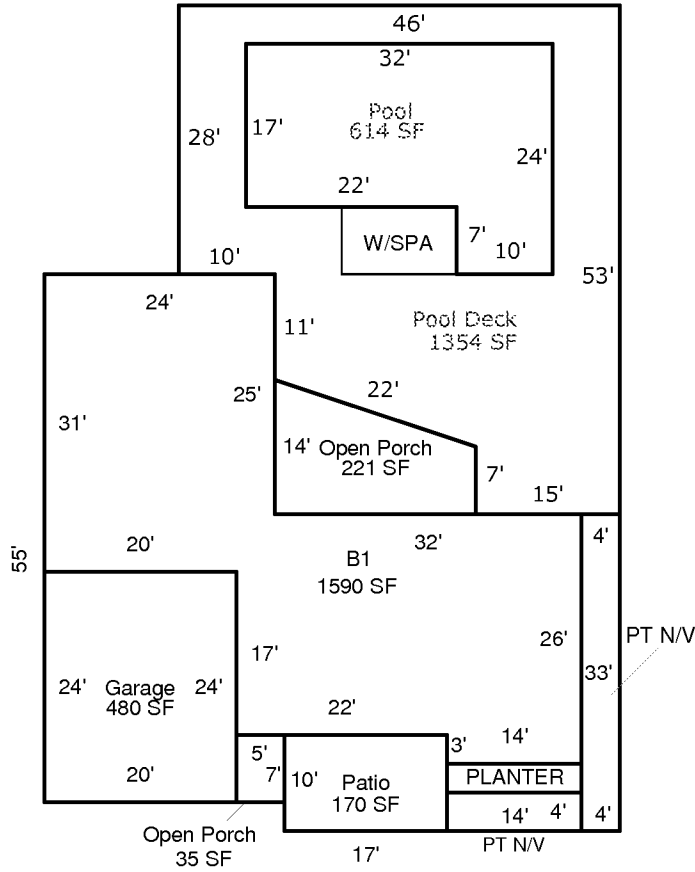 46'
32'
Pool
614 SF
17'
28'
24'
22'
7'
W/SPA
10'
10'
53'
24'
11'
Pool Deck
1354 SF
22'
25'
31'
14'
Open Porch
221 SF
7'
15'
32'
4'
20'
B1
1590 SF
55'
26'
PT N/V
17'
33'
24'
Garage
480 SF
24'
22'
14'
3'
5'
7'
10'
Patio
170 SF
PLANTER
20'
14'
4'
4'
Open Porch
35 SF
PT N/V
17'